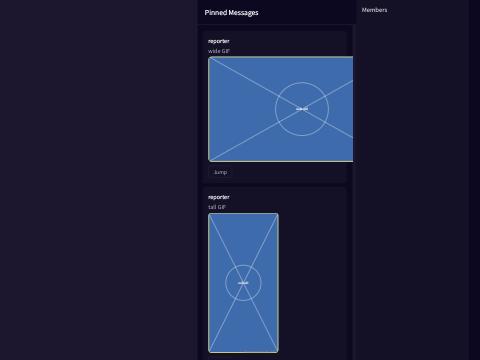 Pinned Messages
Members
reporter
wide GIF
Jump
reporter
tall GIF